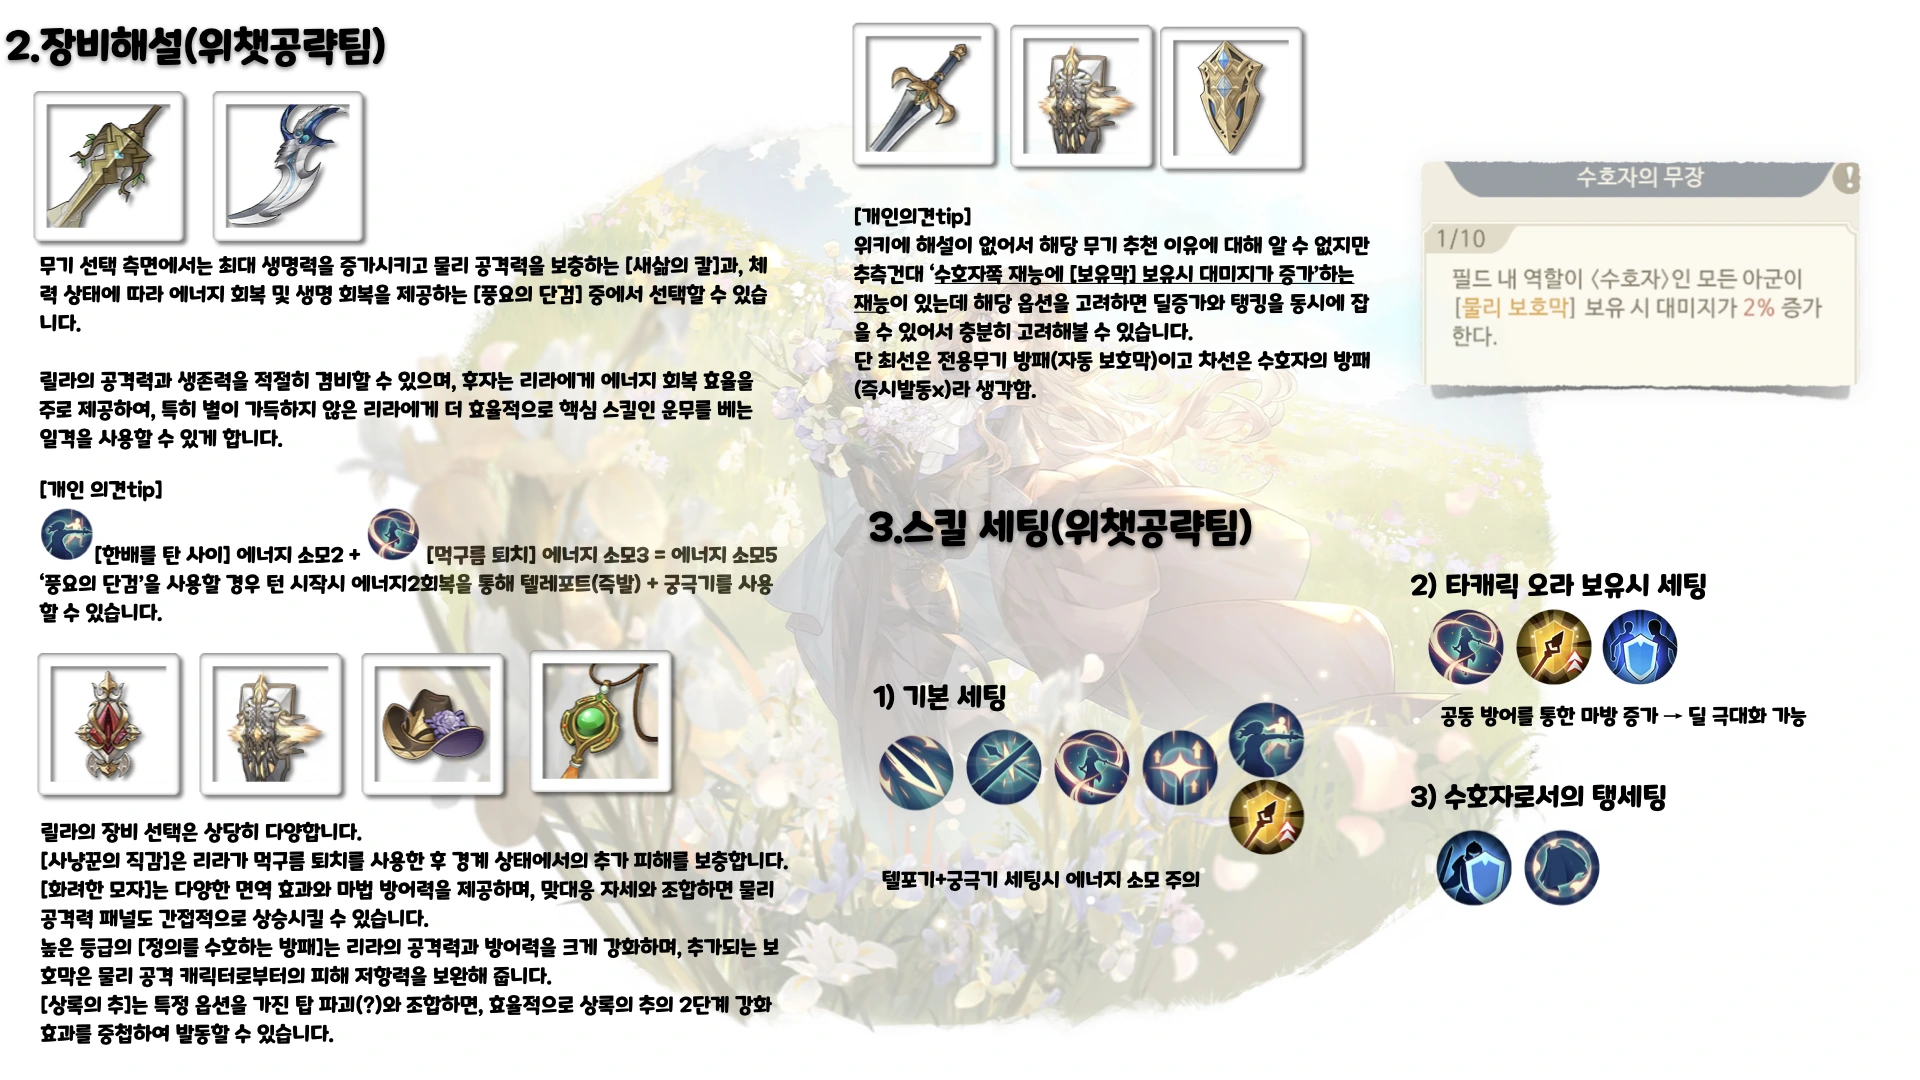 2.장비해설(위챗공략팀)
무기 선택 측면에서는 최대 생명력을 증가시키고 물리 공격력을 보충하는 [새삶의 칼]과, 체
력 상태에 따라 에너지 회복 및 생명 회복을 제공하는 [풍요의 단검] 중에서 선택할 수 있습
니다.
릴라의 공격력과 생존력을 적절히 겸비할 수 있으며, 후자는 리라에게 에너지 회복 효율을
주로 제공하여, 특히 별이 가득하지 않은 리라에게 더 효율적으로 핵심 스킬인 운무를 베는
일격을 사용할 수 있게 합니다.
[개인 의견tip]
[한배를 탄 사이] 에너지 소모2 + [먹구름 퇴치] 에너지 소모3 = 에너지 소모5
‘풍요의 단검’을 사용할 경우 턴 시작시 에너지2회복을 통해 텔레포트(즉발) + 궁극기를 사용
할 수 있습니다.
릴라의 장비 선택은 상당히 다양합니다.
[사냥꾼의 직감]은 리라가 먹구름 퇴치를 사용한 후 경계 상태에서의 추가 피해를 보충합니다.
[화려한 모자]는 다양한 면역 효과와 마법 방어력을 제공하며, 맞대응 자세와 조합하면 물리
공격력 패널도 간접적으로 상승시킬 수 있습니다.
높은 등급의 [정의를 수호하는 방패]는 리라의 공격력과 방어력을 크게 강화하며, 추가되는 보
호막은 물리 공격 캐릭터로부터의 피해 저항력을 보완해 줍니다.
[상록의 추]는 특정 옵션을 가진 탑 파괴(?)와 조합하면, 효율적으로 상록의 추의 2단계 강화
효과를 중첩하여 발동할 수 있습니다.
[개인의견tip]
위키에 해설이 없어서 해당 무기 추천 이유에 대해 알 수 없지만
추측건대 ‘수호자쪽 재능에 [보유막] 보유시 대미지가 증가’하는
재능이 있는데 해당 옵션을 고려하면 딜증가와 탱킹을 동시에 잡
을 수 있어서 충분히 고려해볼 수 있습니다.
단 최선은 전용무기 방패(자동 보호막)이고 차선은 수호자의 방패
(즉시발동x)라 생각함.
수호자의 무장
1/10
필드 내 역할이 〈수호자〉인 모든 아군이
[물리 보호막] 보유 시 대미지가 2% 증가
한다.
3.스킬 세팅(위챗공략팀)
1) 기본 세팅
텔포기+궁극기 세팅시 에너지 소모 주의
2) 타캐릭 오라 보유시 세팅
공동 방어를 통한 마방 증가 → 딜 극대화 가능
3) 수호자로서의 탱세팅